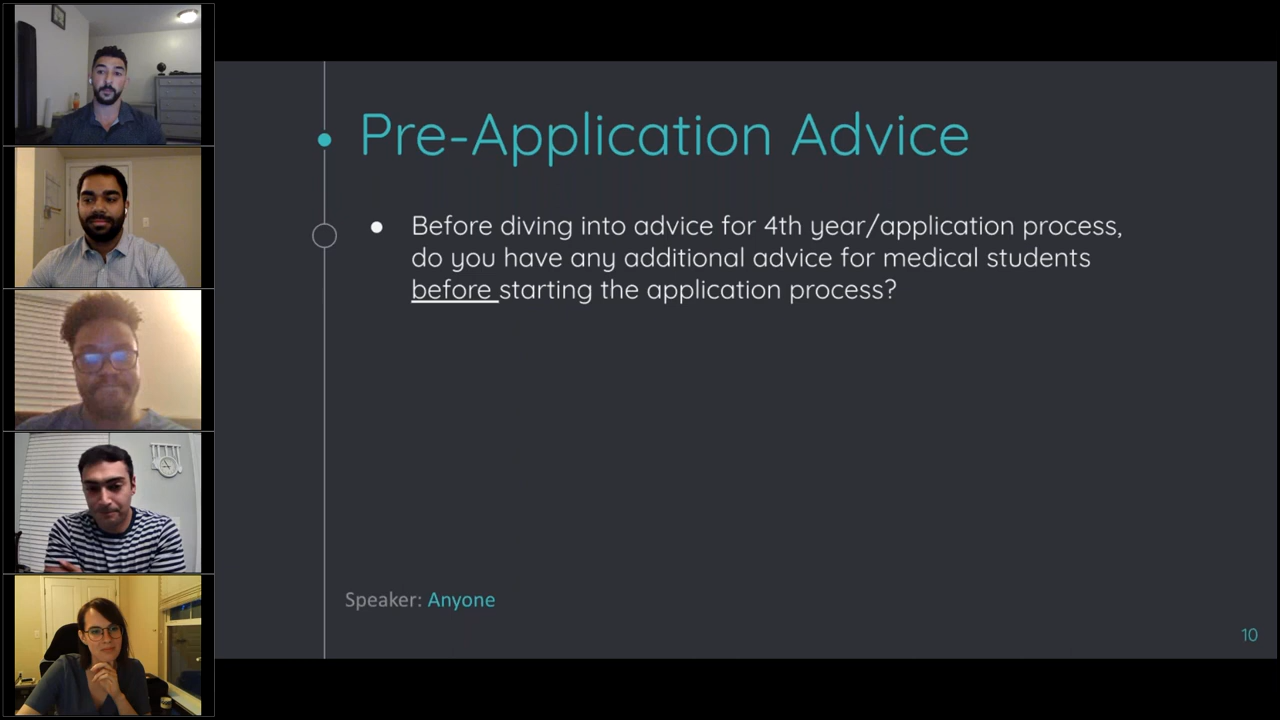 Pre-Application Advice
● Before diving into advice for 4th year/application process,
do you have any additional advice for medical students
before starting the application process?
Speaker: Anyone
10